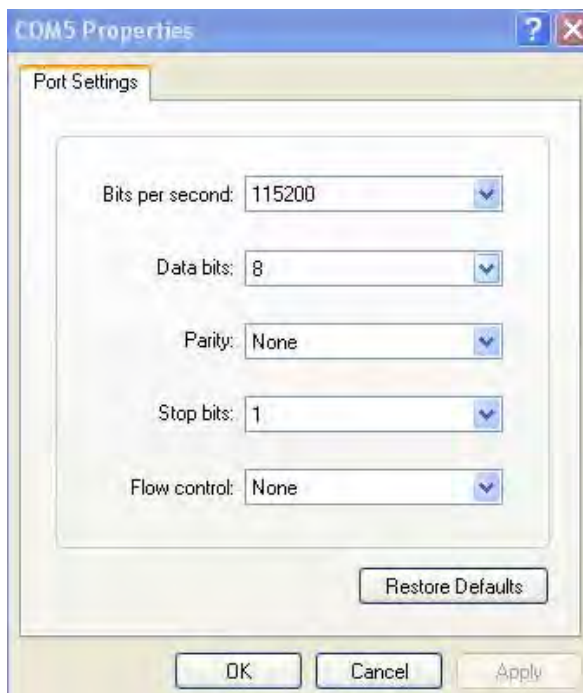 COM5 Properties
Port Settings
Bits per second: 115200
Data bits: 8
Parity: None
Stop bits: 1
Flow control: None
Restore Defaults
OK Cancel Apply